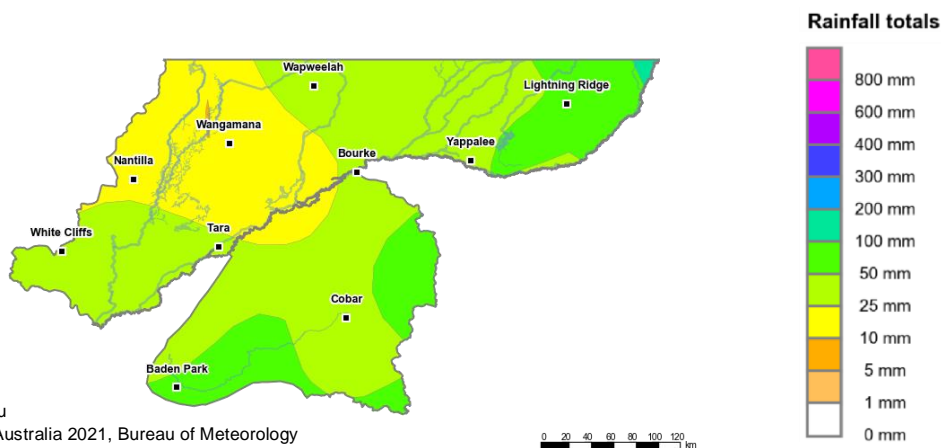 Rainfall totals
800 mm
600 mm
400 mm
300 mm
200 mm
100 mm
50 mm
25 mm
10 mm
5 mm
1 mm
0 mm
Wapweelah
Lightning Ridge
Wangamana
Yappalee
Bourke
Nantilla
Tara
White Cliffs
Cobar
Baden Park
u
Australia 2021, Bureau of Meteorology
0 20 40 60 80 100 120
km